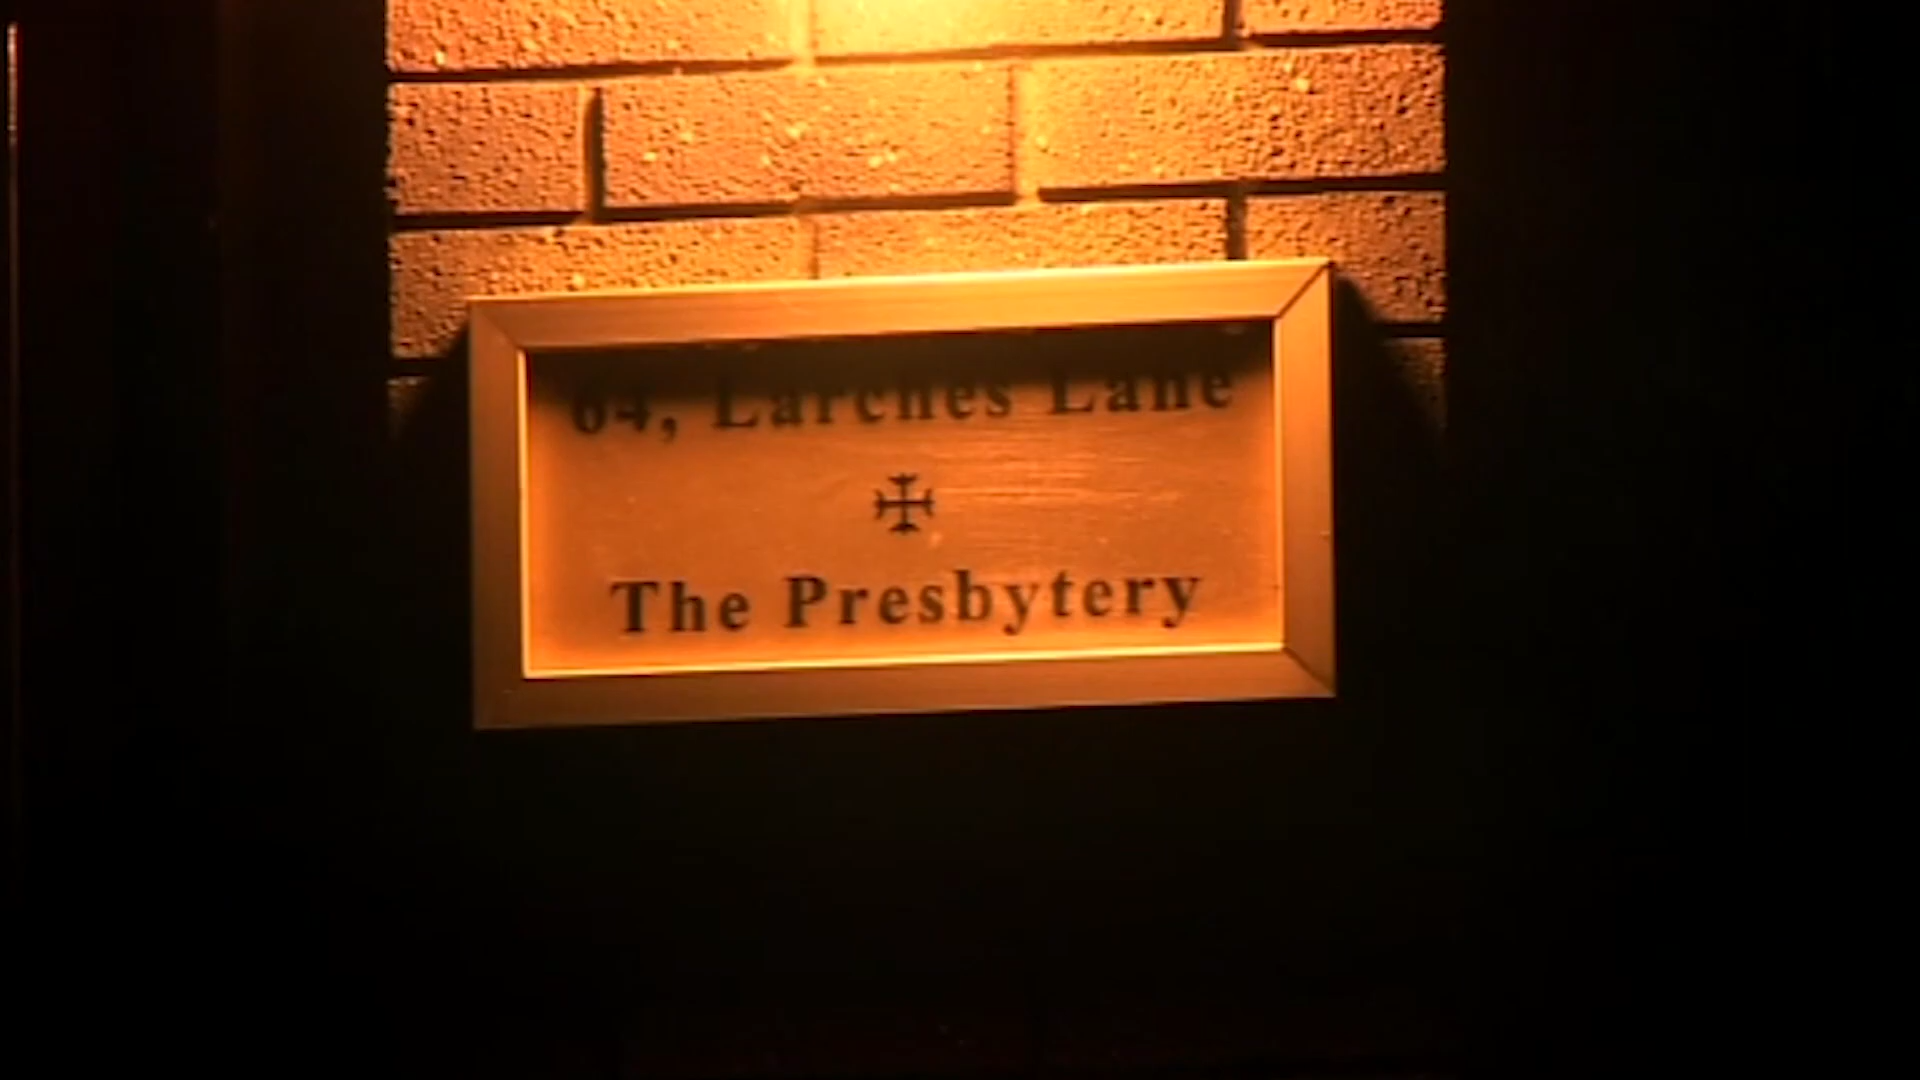 64, Larches Lane
✠
The Presbytery